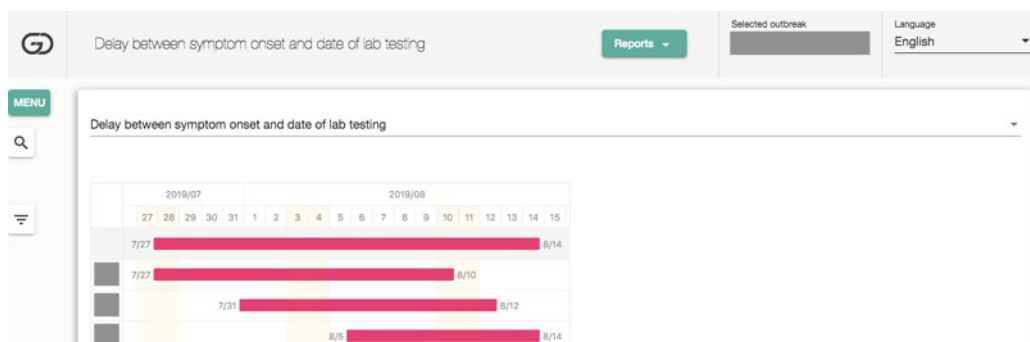 Delay between symptom onset and date of lab testing
Reports
Selected outbreak
Language
English
MENU
Delay between symptom onset and date of lab testing
2019/07 2019/08
27 28 29 30 31 1 2 3 4 5 6 7 8 9 10 11 12 13 14 15
7/27 8/14
7/27 8/10
7/31 8/12
8/5 8/14